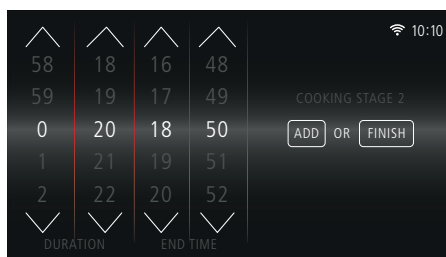 10:10
58 18 16 48
59 19 17 49
COOKING STAGE 2
0 20 18 50
ADD OR FINISH
1 21 19 51
2 22 20 52
DURATION END TIME